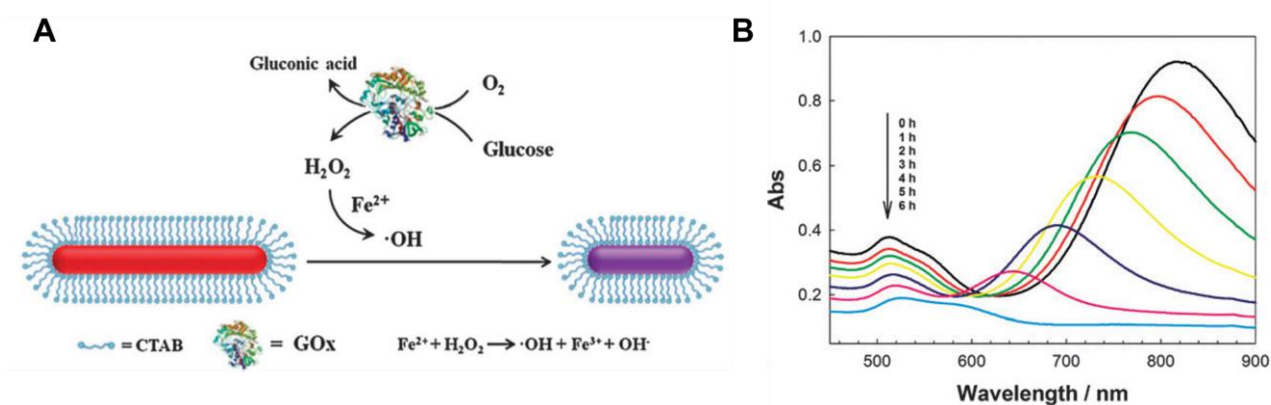 A
Gluconic acid
O₂
Glucose
H₂O₂
Fe²⁺
·OH
= CTAB
= GOx
Fe²⁺ + H₂O₂ → ·OH + Fe³⁺ + OH⁻
B
1.0
0.8
0.6
0.4
0.2
Abs
0 h
1 h
2 h
3 h
4 h
5 h
6 h
500 600 700 800 900
Wavelength / nm